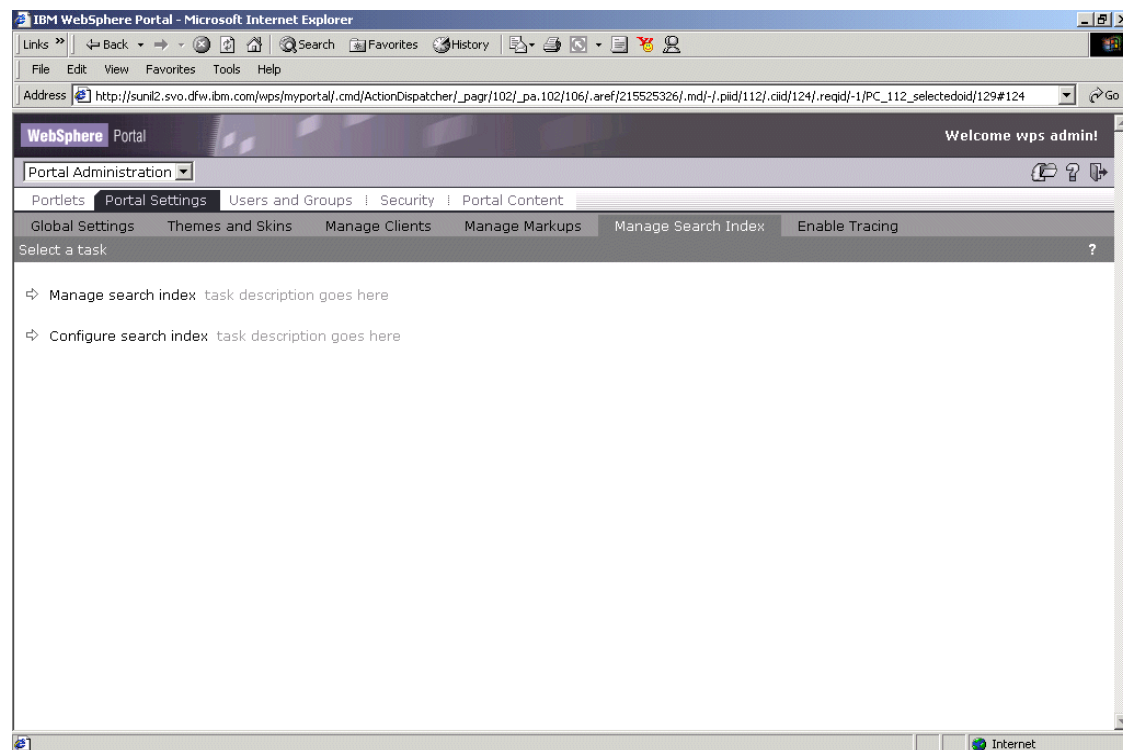 IBM WebSphere Portal - Microsoft Internet Explorer
Links » Back Search Favorites History
File Edit View Favorites Tools Help
Address http://sunil2.svo.dfw.ibm.com/wps/myportal/.cmd/ActionDispatcher/_pagr/102/_pa.102/106/.aref/215525326/.md/-/.piid/112/.ciid/124/.reqid/-1/PC_112_selectedoid/129#124 Go
WebSphere Portal Welcome wps admin!
Portal Administration
Portlets Portal Settings Users and Groups Security Portal Content
Global Settings Themes and Skins Manage Clients Manage Markups Manage Search Index Enable Tracing
Select a task ?
Manage search index task description goes here
Configure search index task description goes here
Internet